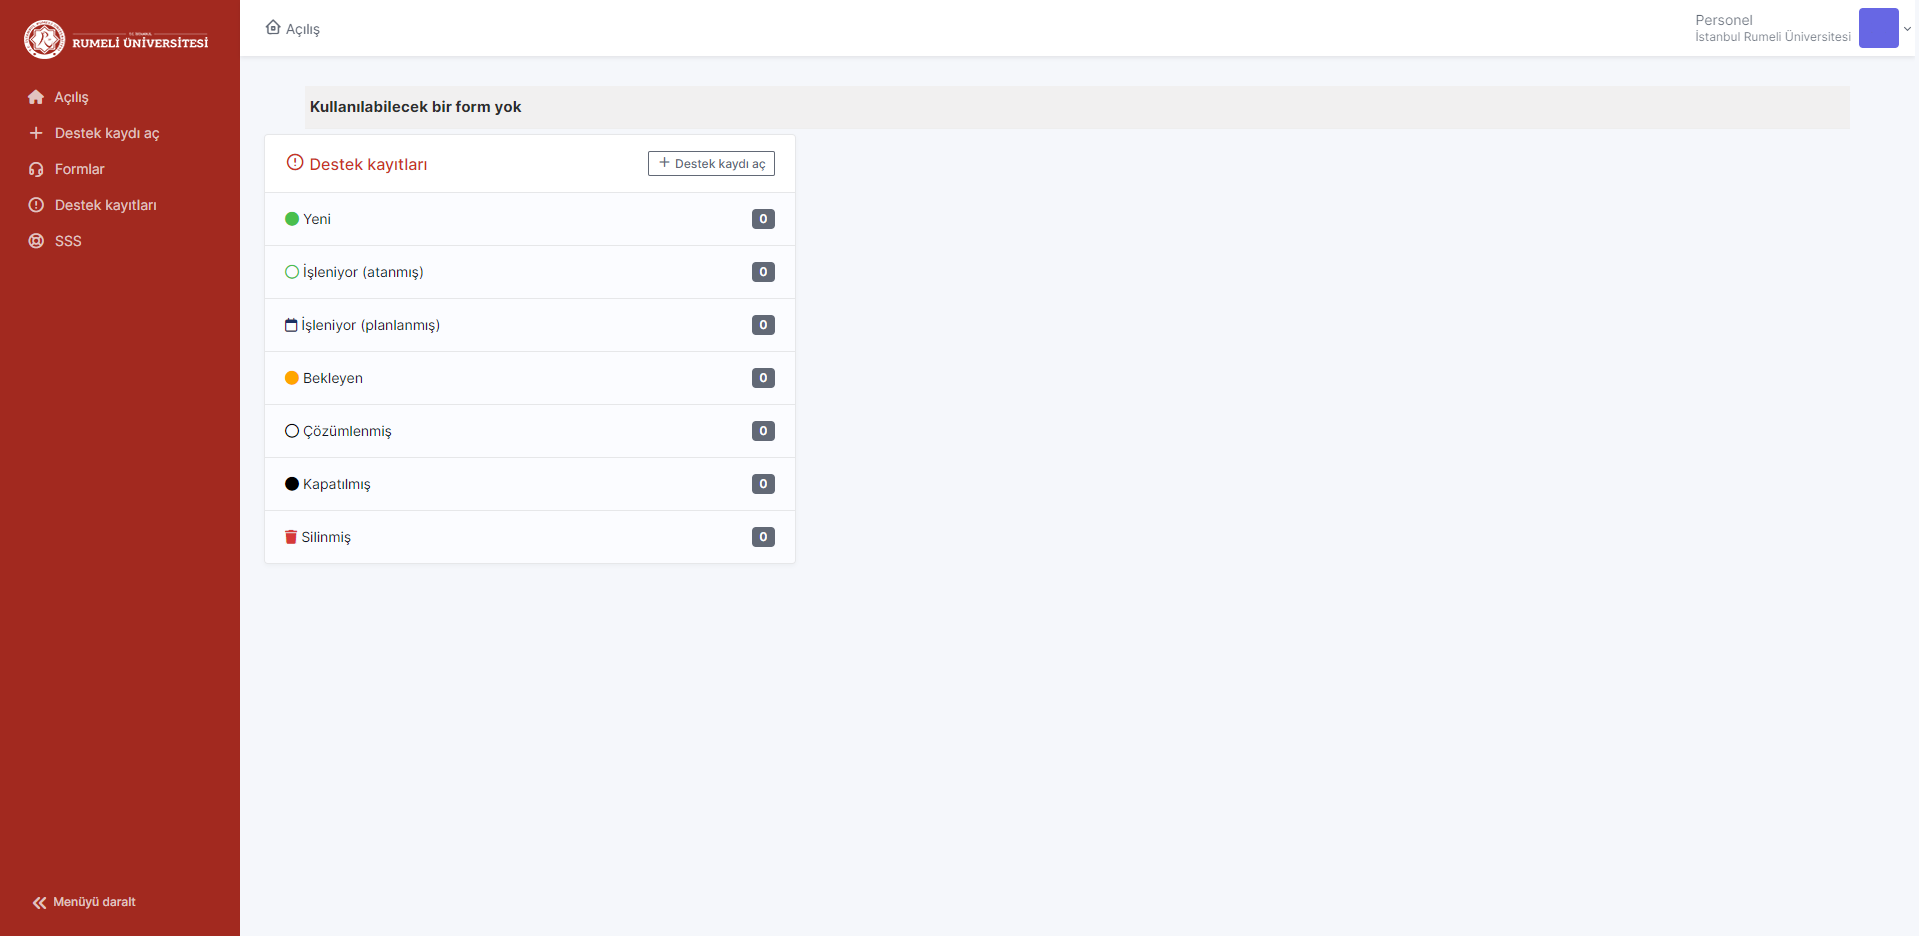 T.C. İSTANBUL
RUMELİ ÜNİVERSİTESİ
Açılış
Destek kaydı aç
Formlar
Destek kayıtları
SSS
Menüyü daralt
Açılış
Personel
İstanbul Rumeli Üniversitesi
Kullanılabilecek bir form yok
Destek kayıtları
Destek kaydı aç
Yeni 0
İşleniyor (atanmış) 0
İşleniyor (planlanmış) 0
Bekleyen 0
Çözümlenmiş 0
Kapatılmış 0
Silinmiş 0